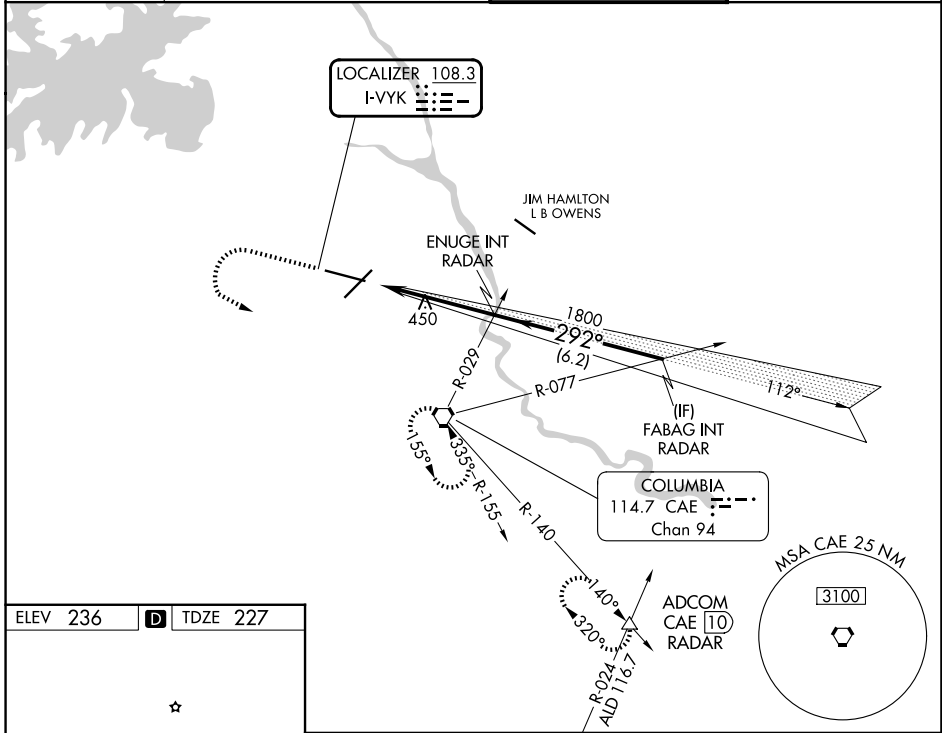 LOCALIZER 108.3
I-VYK
JIM HAMLTON
L B OWENS
ENUGE INT
RADAR
450
1800
292°
(6.2)
112°
R-029
R-077
(IF)
FABAG INT
RADAR
155°
335°
R-155
R-140
COLUMBIA
114.7 CAE
Chan 94
MSA CAE 25 NM
3100
140°
320°
ADCOM
CAE 10
RADAR
R-024
ALD 116.7
ELEV 236 D TDZE 227